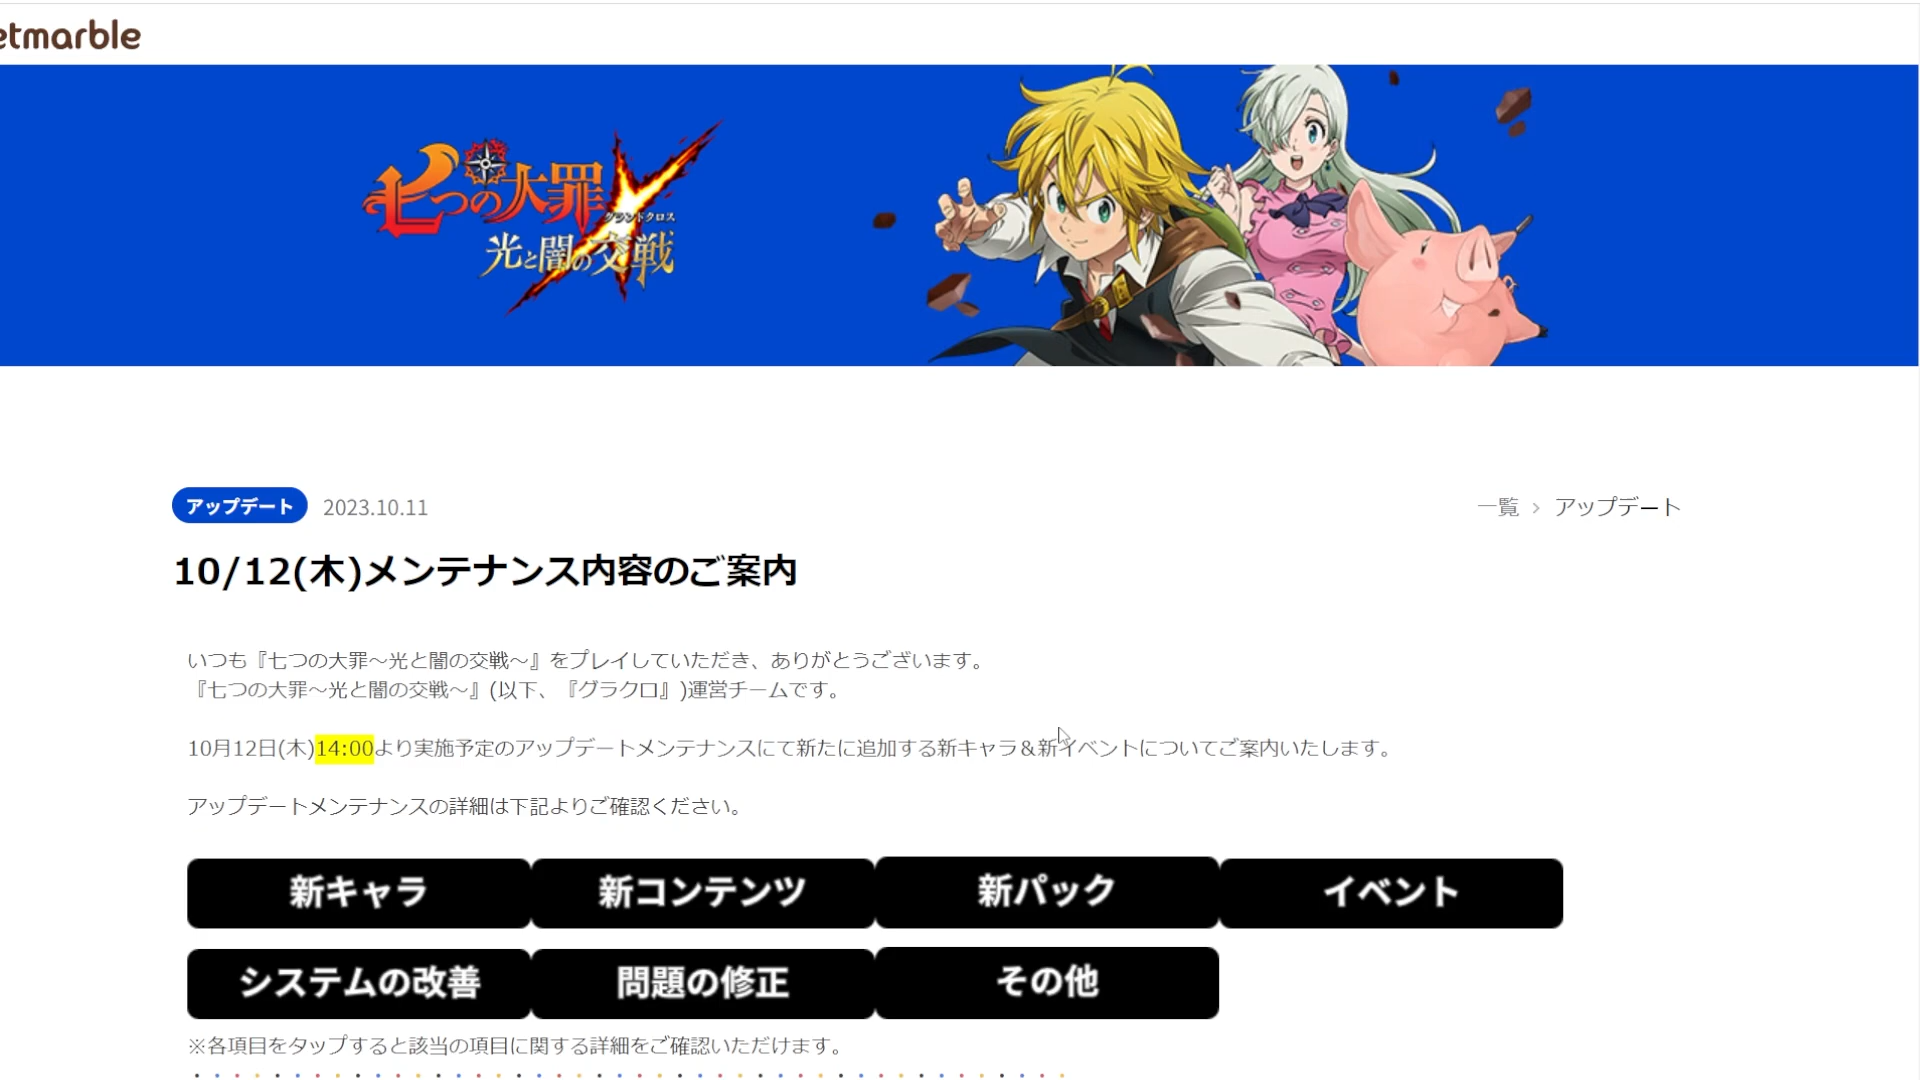 etmarble
七つの大罪
グランドクロス
光と闇の交戦
アップデート 2023.10.11
一覧 > アップデート
10/12(木)メンテナンス内容のご案内
いつも『七つの大罪～光と闇の交戦～』をプレイしていただき、ありがとうございます。
『七つの大罪～光と闇の交戦～』(以下、『グラクロ』)運営チームです。
10月12日(木)14:00より実施予定のアップデートメンテナンスにて新たに追加する新キャラ＆新イベントについてご案内いたします。
アップデートメンテナンスの詳細は下記よりご確認ください。
新キャラ 新コンテンツ 新パック イベント
システムの改善 問題の修正 その他
※各項目をタップすると該当の項目に関する詳細をご確認いただけます。